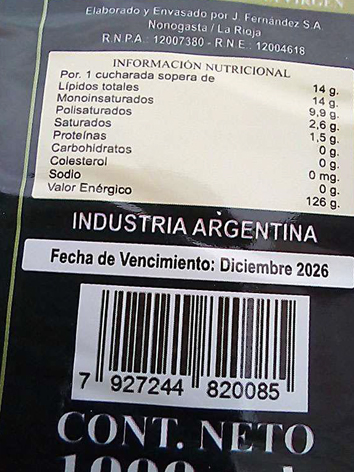 VIRGEN
Elaborado y Envasado por J. Fernández S.A.
Nonogasta / La Rioja
R.N.P.A.: 12007380 - R.N.E.: 12004618
INFORMACIÓN NUTRICIONAL
Por. 1 cucharada sopera de 14 g.
Lípidos totales 14 g.
Monoinsaturados 9,9 g.
Polisaturados 2,6 g.
Saturados 1,5 g.
Proteínas 0 g.
Carbohidratos 0 g.
Colesterol 0 mg.
Sodio 0 g.
Valor Enérgico 126 g.
INDUSTRIA ARGENTINA
Fecha de Vencimiento: Diciembre 2026
7 927244 820085
CONT. NETO